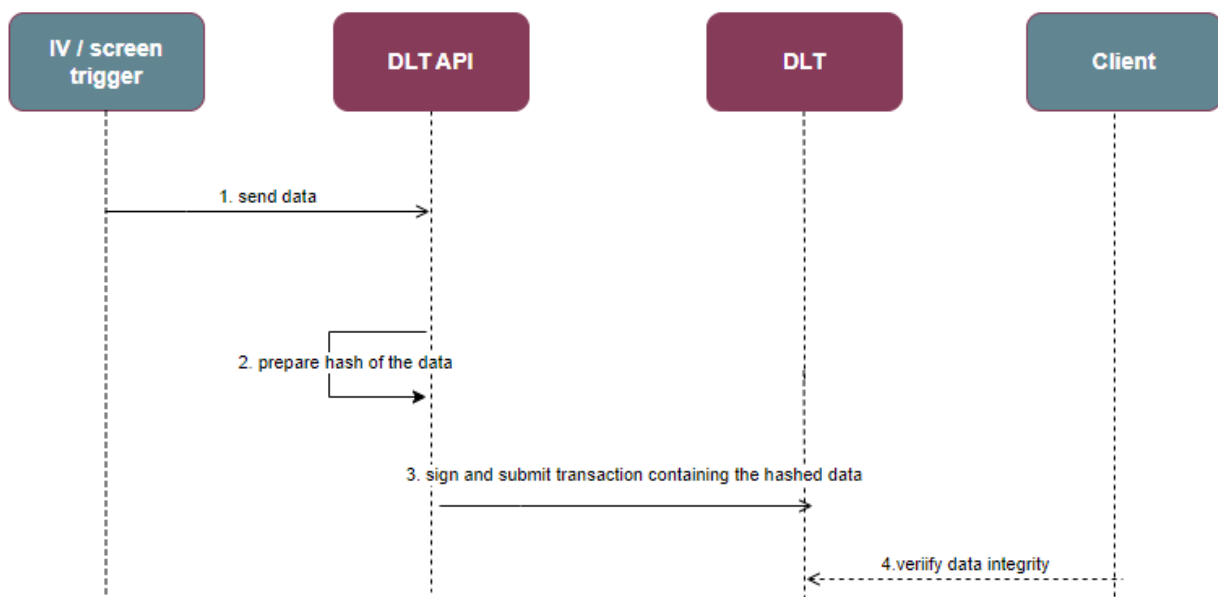 IV / screen
trigger
DLT API
DLT
Client
1. send data
2. prepare hash of the data
3. sign and submit transaction containing the hashed data
4.veriify data integrity